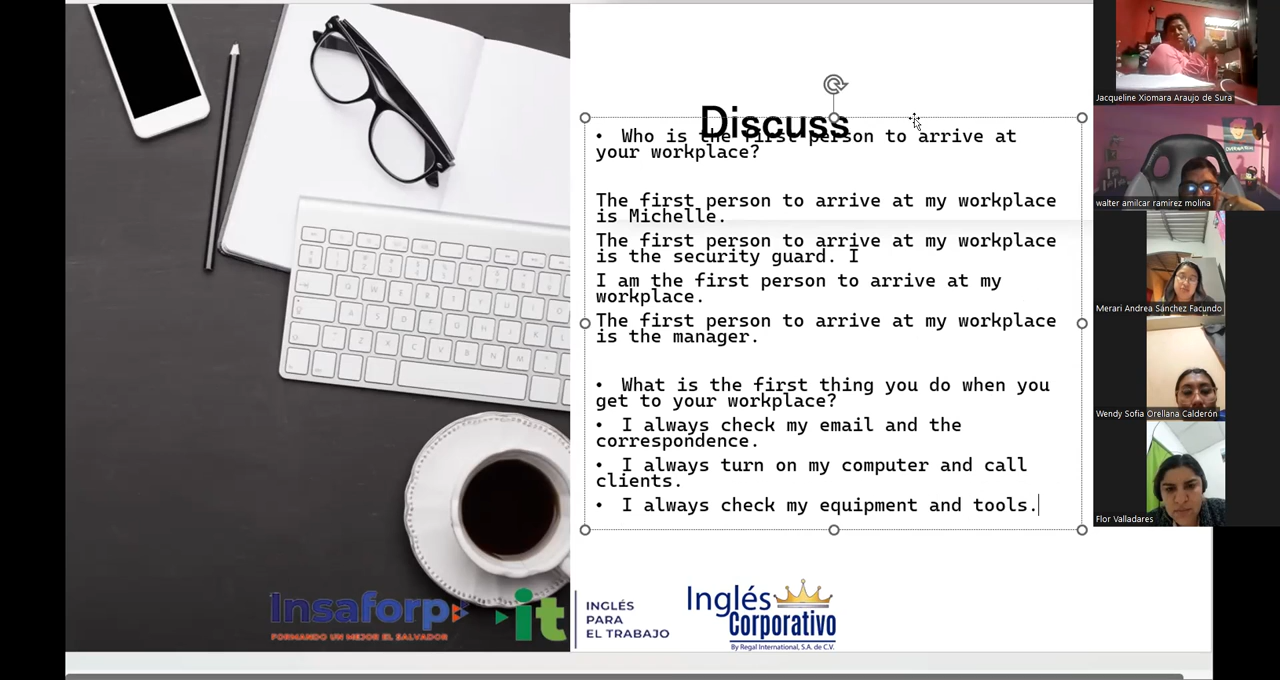 Discuss
• Who is the first person to arrive at
your workplace?
The first person to arrive at my workplace
is Michelle.
The first person to arrive at my workplace
is the security guard. I
I am the first person to arrive at my
workplace.
The first person to arrive at my workplace
is the manager.
• What is the first thing you do when you
get to your workplace?
• I always check my email and the
correspondence.
• I always turn on my computer and call
clients.
• I always check my equipment and tools.
Insaforp
FORMANDO UN MEJOR EL SALVADOR
it
INGLÉS
PARA
EL TRABAJO
Inglés
Corporativo
By Regal International, S.A. de C.V.
Jacqueline Xiomara Araujo de Sura
walter amilcar ramirez molina
Merari Andrea Sánchez Facundo
Wendy Sofia Orellana Calderón
Flor Valladares